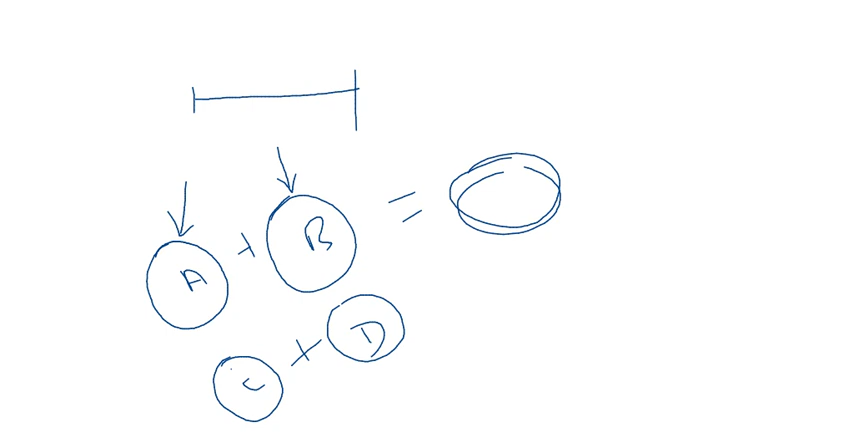 A + B =
C + D